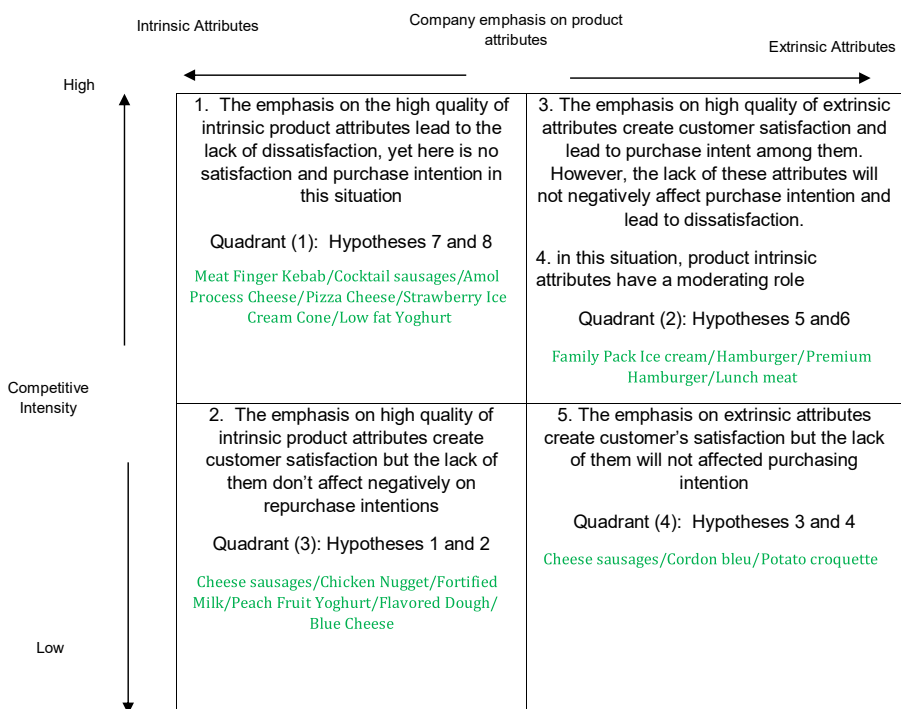 Intrinsic Attributes
Company emphasis on product
attributes
Extrinsic Attributes
High
1. The emphasis on the high quality of
intrinsic product attributes lead to the
lack of dissatisfaction, yet here is no
satisfaction and purchase intention in
this situation
Quadrant (1): Hypotheses 7 and 8
Meat Finger Kebab/Cocktail sausages/Amol
Process Cheese/Pizza Cheese/Strawberry Ice
Cream Cone/Low fat Yoghurt
3. The emphasis on high quality of extrinsic
attributes create customer satisfaction and
lead to purchase intent among them.
However, the lack of these attributes will
not negatively affect purchase intention and
lead to dissatisfaction.
4. in this situation, product intrinsic
attributes have a moderating role
Quadrant (2): Hypotheses 5 and6
Family Pack Ice cream/Hamburger/Premium
Hamburger/Lunch meat
Competitive
Intensity
2. The emphasis on high quality of
intrinsic product attributes create
customer satisfaction but the lack of
them don't affect negatively on
repurchase intentions
Quadrant (3): Hypotheses 1 and 2
Cheese sausages/Chicken Nugget/Fortified
Milk/Peach Fruit Yoghurt/Flavored Dough/
Blue Cheese
5. The emphasis on extrinsic attributes
create customer's satisfaction but the lack
of them will not affected purchasing
intention
Quadrant (4): Hypotheses 3 and 4
Cheese sausages/Cordon bleu/Potato croquette
Low